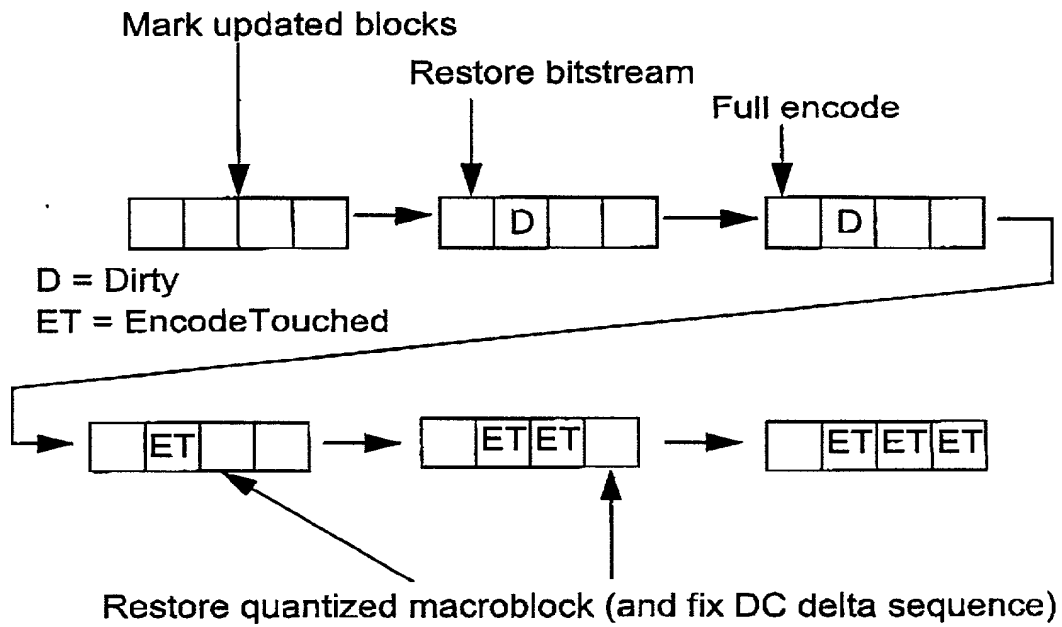 Mark updated blocks
Restore bitstream
Full encode
D
D
D = Dirty
ET = EncodeTouched
ET
ET ET
ET ET ET
Restore quantized macroblock (and fix DC delta sequence)